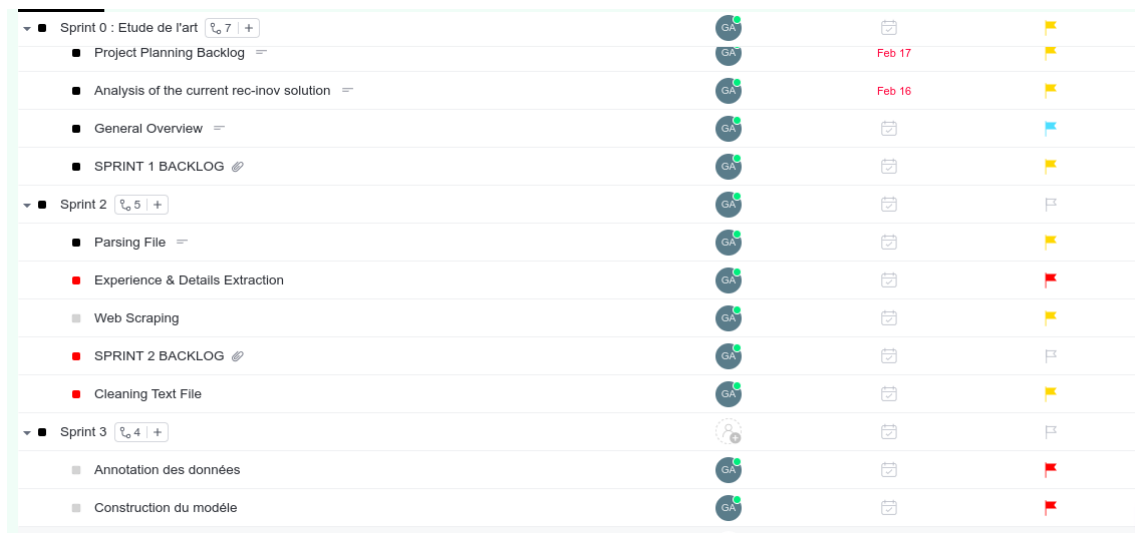 Sprint 0 : Etude de l'art 7 + GA
Project Planning Backlog GA Feb 17
Analysis of the current rec-inov solution GA Feb 16
General Overview GA
SPRINT 1 BACKLOG GA
Sprint 2 5 + GA
Parsing File GA
Experience & Details Extraction GA
Web Scraping GA
SPRINT 2 BACKLOG GA
Cleaning Text File GA
Sprint 3 4 +
Annotation des données GA
Construction du modéle GA